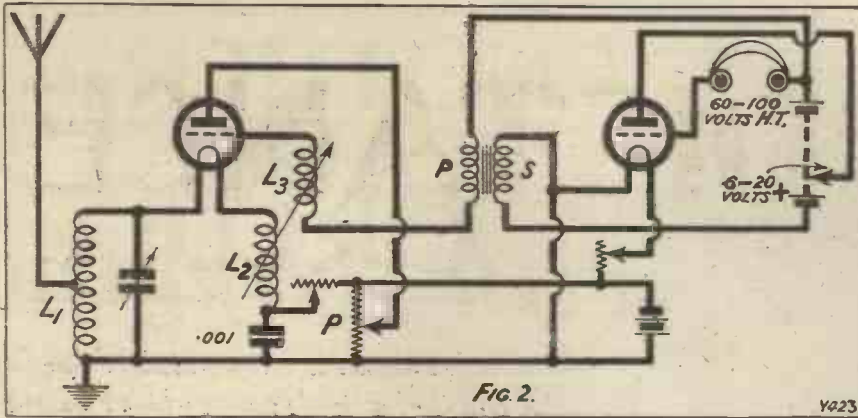 60–100
VOLTS H.T.
L3
P
S
6–20
VOLTS +
L1
L2
P
·001
FIG. 2.
Y423